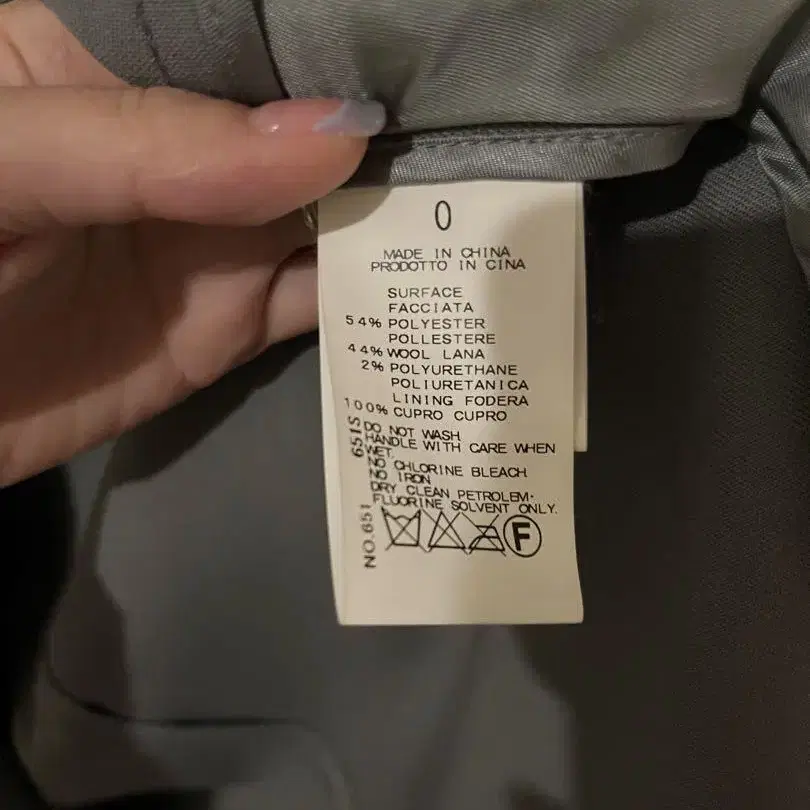 0
MADE IN CHINA
PRODOTTO IN CINA
SURFACE
FACCIATA
54% POLYESTER
POLLESTERE
44% WOOL LANA
2% POLYURETHANE
POLIURETANICA
LINING FODERA
100% CUPRO CUPRO
DO NOT WASH
HANDLE WITH CARE WHEN
WET.
NO CHLORINE BLEACH
NO IRON
DRY CLEAN PETROLEM·
FLUORINE SOLVENT ONLY.
F
NO.651
651S